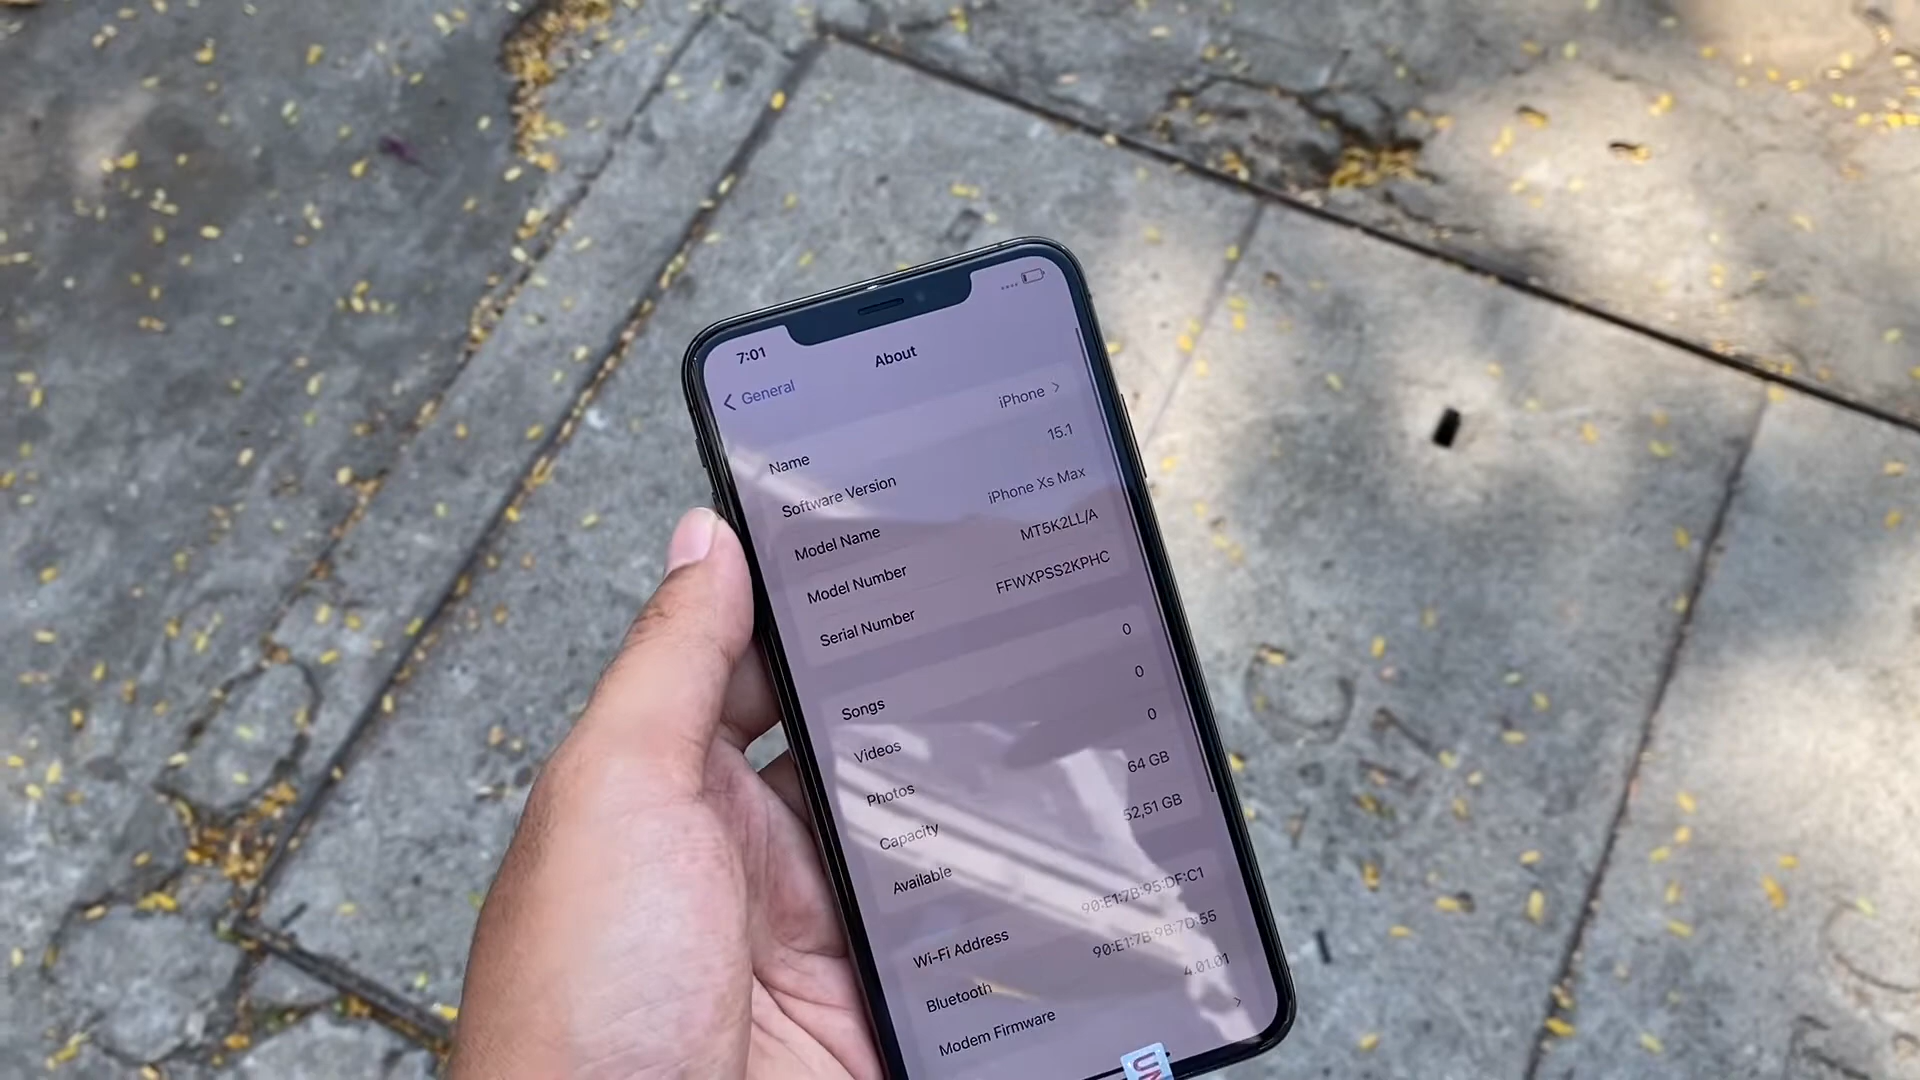 7:01
About
General
Name iPhone
Software Version 15.1
Model Name iPhone Xs Max
Model Number MT5K2LL/A
Serial Number FFWXPSS2KPHC
Songs 0
Videos 0
Photos 0
Capacity 64 GB
Available 52,51 GB
Wi-Fi Address 90:E1:7B:95:DF:C1
Bluetooth 90:E1:7B:9B:7D:55
Modem Firmware 4.01.01